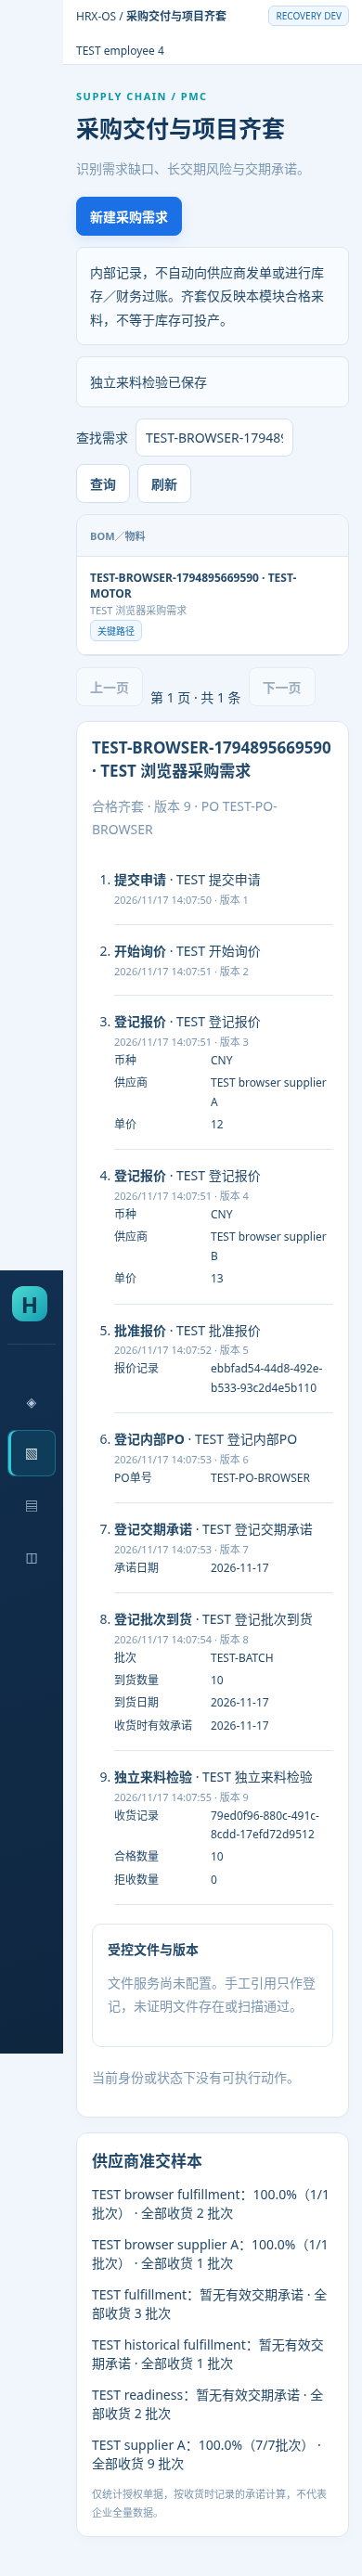 HRX-OS / 采购交付与项目齐套
RECOVERY DEV
TEST employee 4
SUPPLY CHAIN / PMC
采购交付与项目齐套
识别需求缺口、长交期风险与交期承诺。
新建采购需求
内部记录，不自动向供应商发单或进行库
存／财务过账。齐套仅反映本模块合格来
料，不等于库存可投产。
独立来料检验已保存
查找需求 TEST-BROWSER-179489
查询 刷新
BOM／物料
TEST-BROWSER-1794895669590 · TEST-
MOTOR
TEST 浏览器采购需求
关键路径
上一页 第 1 页 · 共 1 条 下一页
TEST-BROWSER-1794895669590
· TEST 浏览器采购需求
合格齐套 · 版本 9 · PO TEST-PO-
BROWSER
1. 提交申请 · TEST 提交申请
2026/11/17 14:07:50 · 版本 1
2. 开始询价 · TEST 开始询价
2026/11/17 14:07:51 · 版本 2
3. 登记报价 · TEST 登记报价
2026/11/17 14:07:51 · 版本 3
币种 CNY
供应商 TEST browser supplier
A
单价 12
4. 登记报价 · TEST 登记报价
2026/11/17 14:07:51 · 版本 4
币种 CNY
供应商 TEST browser supplier
B
单价 13
H
5. 批准报价 · TEST 批准报价
2026/11/17 14:07:52 · 版本 5
报价记录 ebbfad54-44d8-492e-
b533-93c2d4e5b110
6. 登记内部PO · TEST 登记内部PO
2026/11/17 14:07:53 · 版本 6
PO单号 TEST-PO-BROWSER
7. 登记交期承诺 · TEST 登记交期承诺
2026/11/17 14:07:53 · 版本 7
承诺日期 2026-11-17
8. 登记批次到货 · TEST 登记批次到货
2026/11/17 14:07:54 · 版本 8
批次 TEST-BATCH
到货数量 10
到货日期 2026-11-17
收货时有效承诺 2026-11-17
9. 独立来料检验 · TEST 独立来料检验
2026/11/17 14:07:55 · 版本 9
收货记录 79ed0f96-880c-491c-
8cdd-17efd72d9512
合格数量 10
拒收数量 0
受控文件与版本
文件服务尚未配置。手工引用只作登
记，未证明文件存在或扫描通过。
当前身份或状态下没有可执行动作。
供应商准交样本
TEST browser fulfillment：100.0%（1/1
批次） · 全部收货 2 批次
TEST browser supplier A：100.0%（1/1
批次） · 全部收货 1 批次
TEST fulfillment：暂无有效交期承诺 · 全
部收货 3 批次
TEST historical fulfillment：暂无有效交
期承诺 · 全部收货 1 批次
TEST readiness：暂无有效交期承诺 · 全
部收货 2 批次
TEST supplier A：100.0%（7/7批次） ·
全部收货 9 批次
仅统计授权单据，按收货时记录的承诺计算，不代表
企业全量数据。